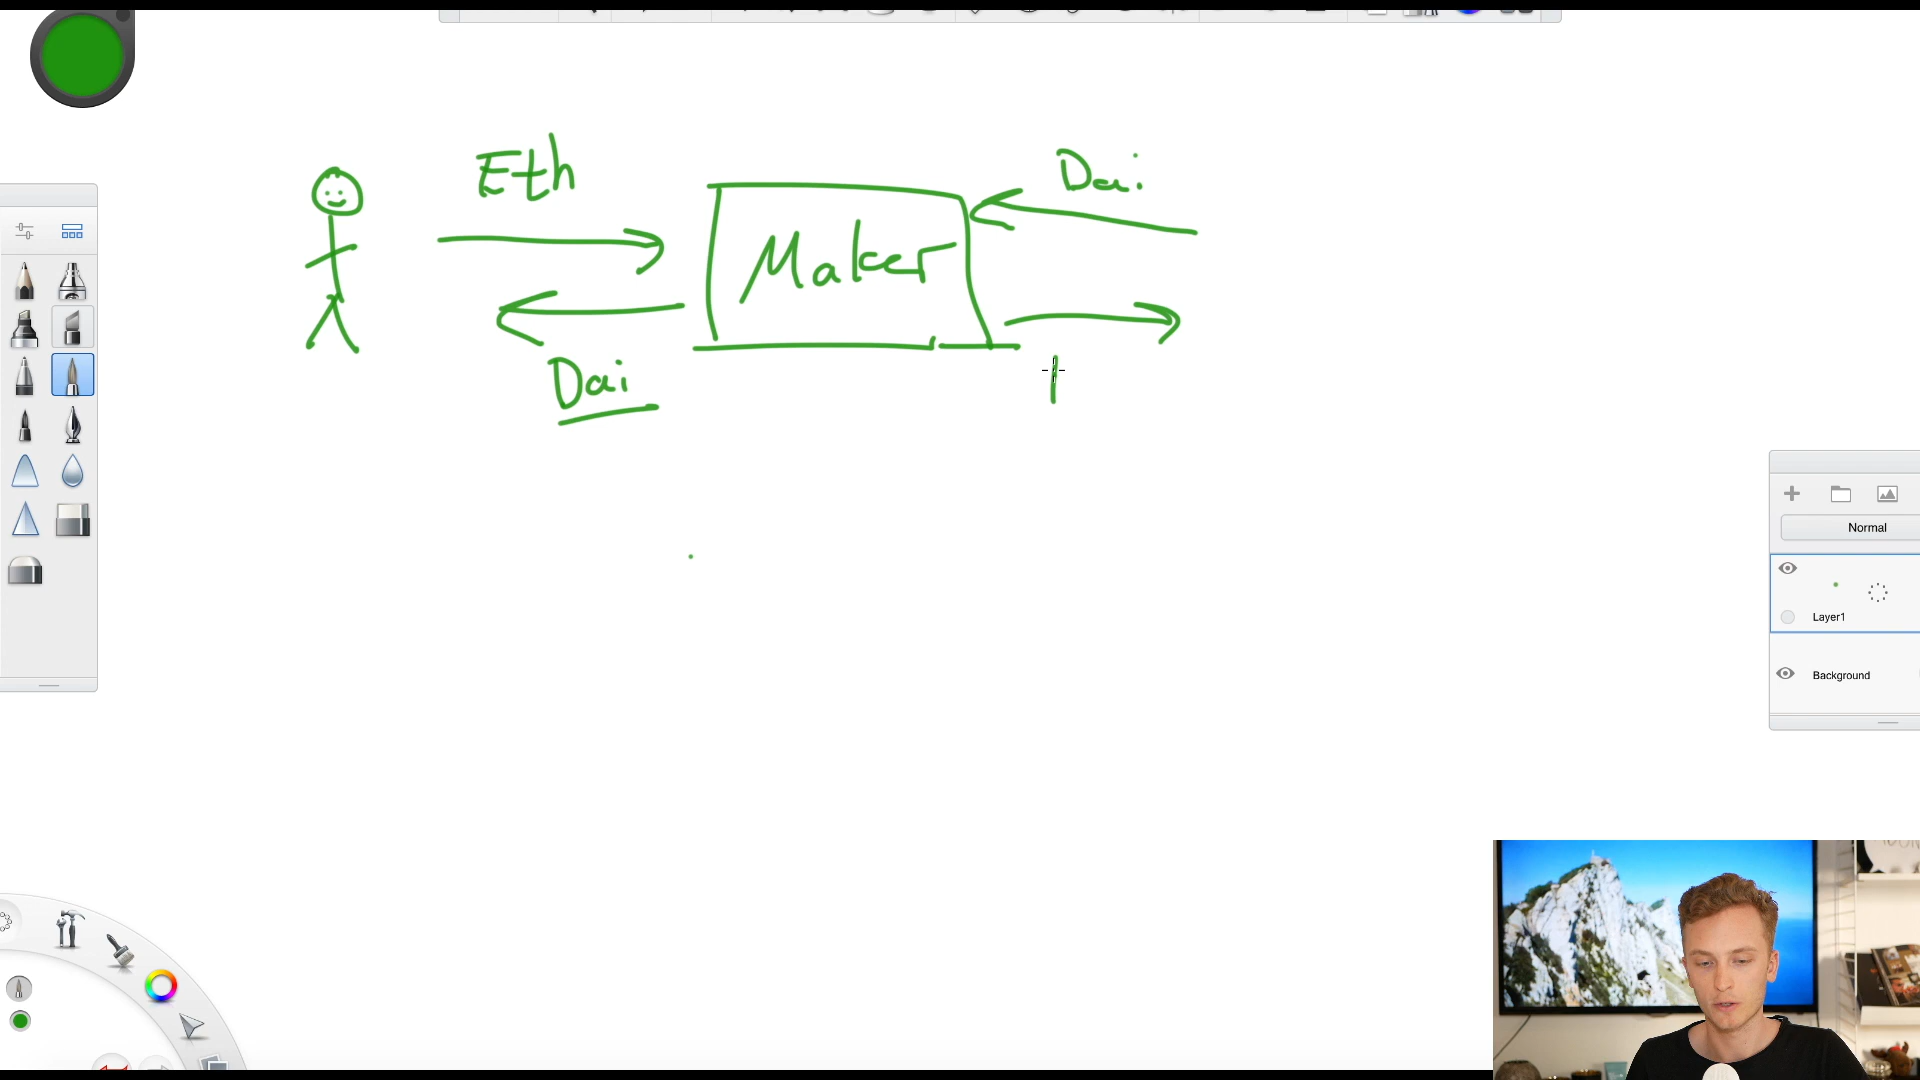 Eth
Dai
Maker
Dai
Normal
Layer1
Background